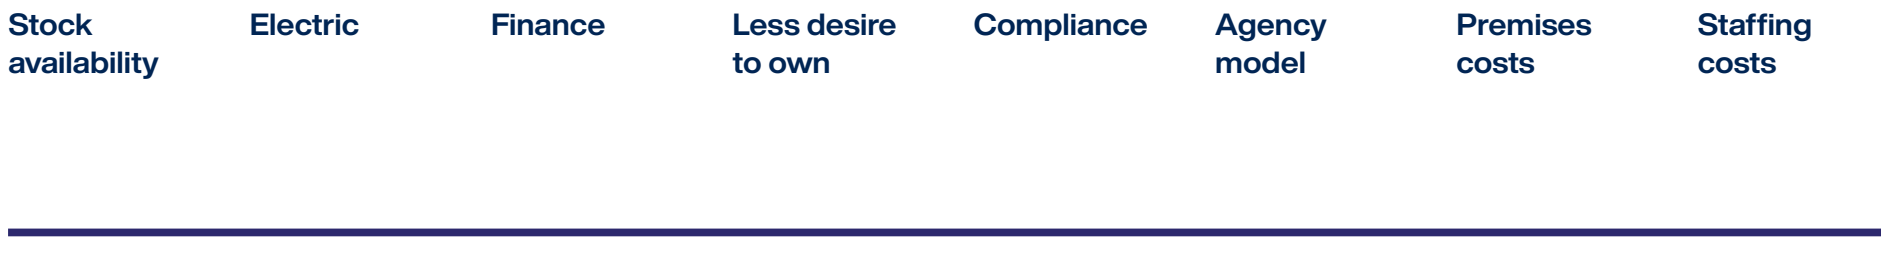 Stock
availability
Electric
Finance
Less desire
to own
Compliance
Agency
model
Premises
costs
Staffing
costs